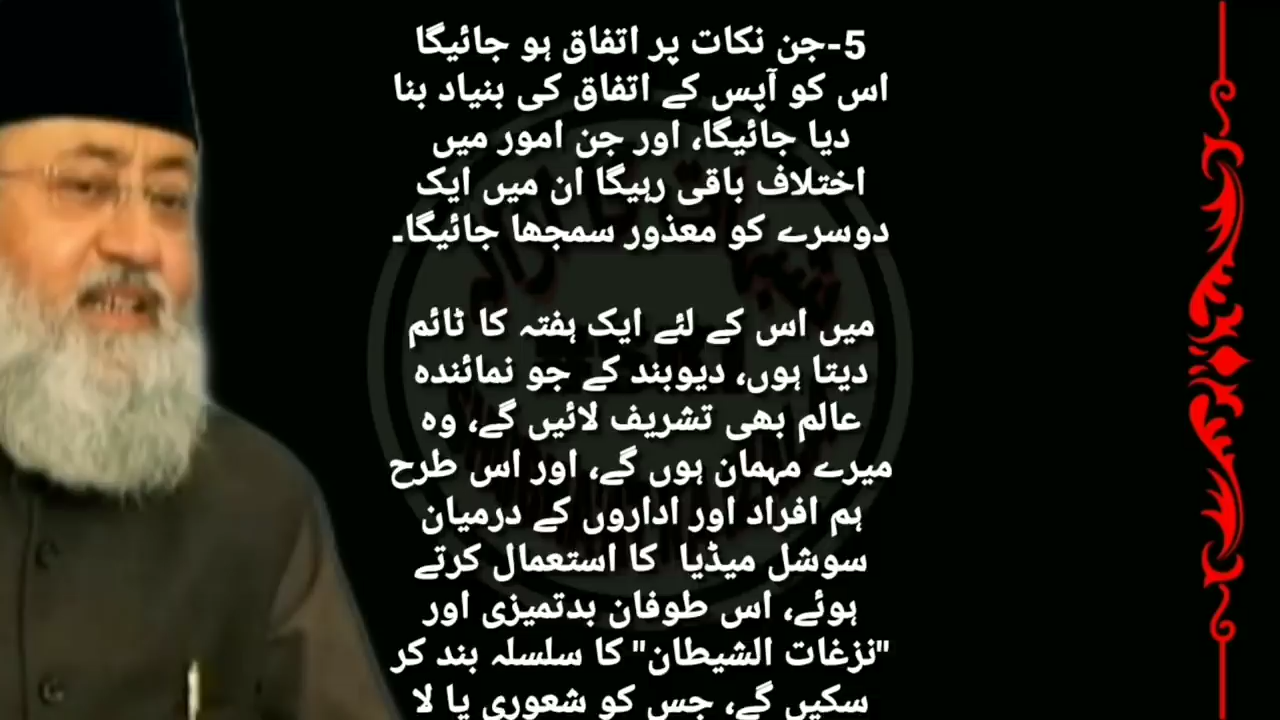 5-جن نکات پر اتفاق ہو جائیگا
اس کو آپس کے اتفاق کی بنیاد بنا
دیا جائیگا، اور جن امور میں
اختلاف باقی رہیگا ان میں ایک
دوسرے کو معذور سمجھا جائیگا۔
میں اس کے لئے ایک ہفتہ کا ٹائم
دیتا ہوں، دیوبند کے جو نمائندہ
عالم بھی تشریف لائیں گے، وہ
میرے مہمان ہوں گے، اور اس طرح
ہم افراد اور اداروں کے درمیان
سوشل میڈیا کا استعمال کرتے
ہوئے، اس طوفان بدتمیزی اور
"نزغات الشیطان" کا سلسلہ بند کر
سکیں گے، جس کو شعوری یا لا